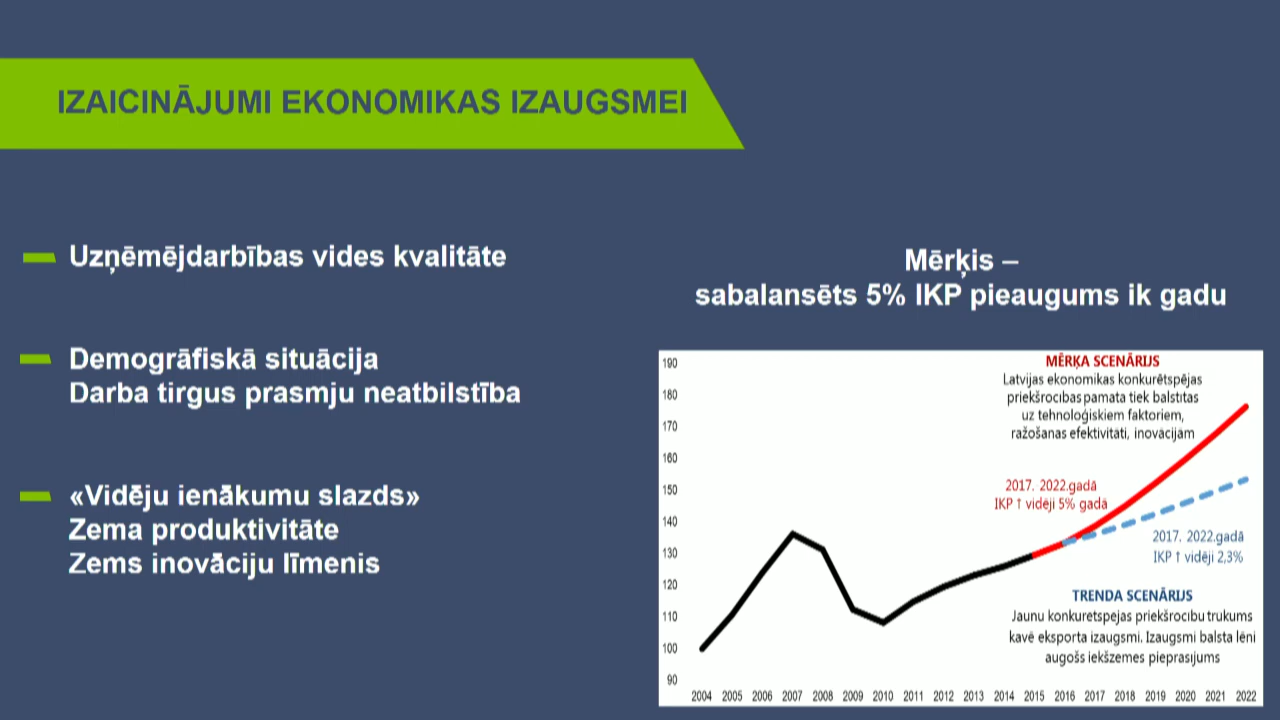 IZAICINĀJUMI EKONOMIKAS IZAUGSMEI
Uzņēmējdarbības vides kvalitāte
Demogrāfiskā situācija
Darba tirgus prasmju neatbilstība
«Vidēju ienākumu slazds»
Zema produktivitāte
Zems inovāciju līmenis
Mērķis –
sabalansēts 5% IKP pieaugums ik gadu
190
180
170
160
150
140
130
120
110
100
90
MĒRĶA SCENĀRIJS
Latvijas ekonomikas konkurētspējas
priekšrocības pamatā tiek balstītas
uz tehnoloģiskiem faktoriem,
ražošanas efektivitāti, inovācijām
2017. 2022.gadā
IKP ↑ vidēji 5% gadā
2017. 2022.gadā
IKP ↑ vidēji 2,3%
TRENDA SCENĀRIJS
Jaunu konkurētspējas priekšrocību trūkums
kavē eksporta izaugsmi. Izaugsmi balsta lēni
augošs iekšzemes pieprasījums
2004 2005 2006 2007 2008 2009 2010 2011 2012 2013 2014 2015 2016 2017 2018 2019 2020 2021 2022